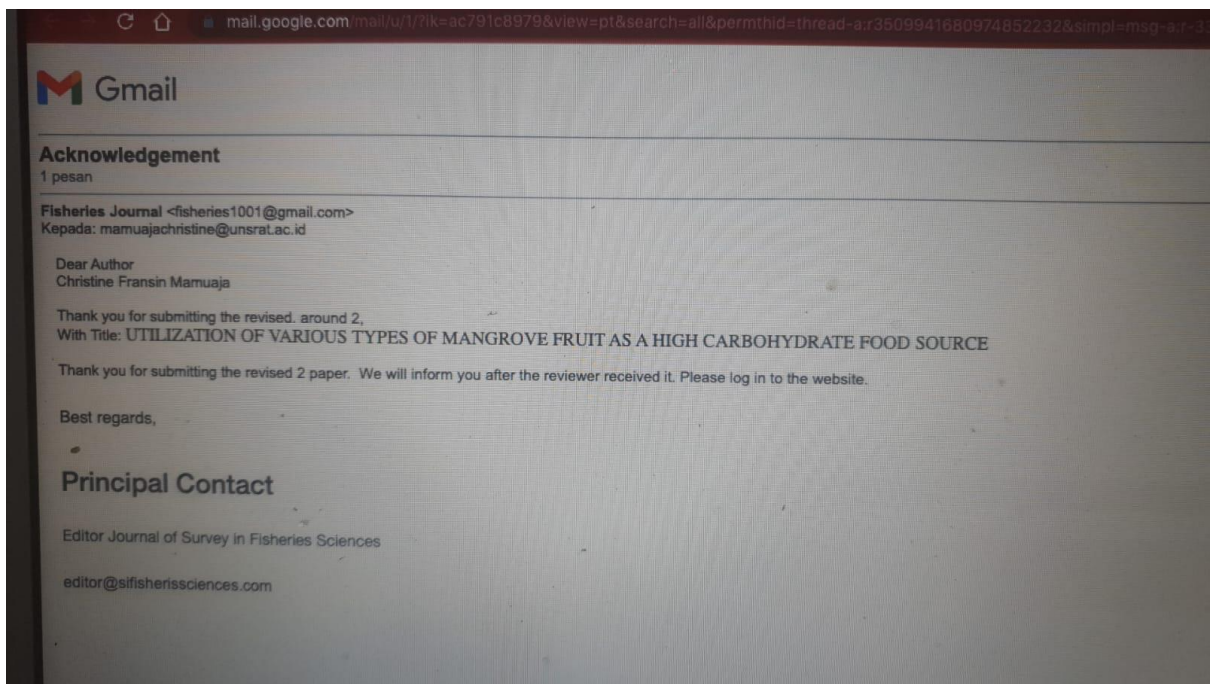 mail.google.com/mail/u/1/?ik=ac791c8979&view=pt&search=all&permthid=thread-a:r3509941680974852232&simpl=msg-a:r-33
Gmail
Acknowledgement
1 pesan
Fisheries Journal <fisheries1001@gmail.com>
Kepada: mamuajachristine@unsrat.ac.id
Dear Author
Christine Fransin Mamuaja
Thank you for submitting the revised. around 2,
With Title: UTILIZATION OF VARIOUS TYPES OF MANGROVE FRUIT AS A HIGH CARBOHYDRATE FOOD SOURCE
Thank you for submitting the revised 2 paper. We will inform you after the reviewer received it. Please log in to the website.
Best regards,
Principal Contact
Editor Journal of Survey in Fisheries Sciences
editor@sifisherissciences.com